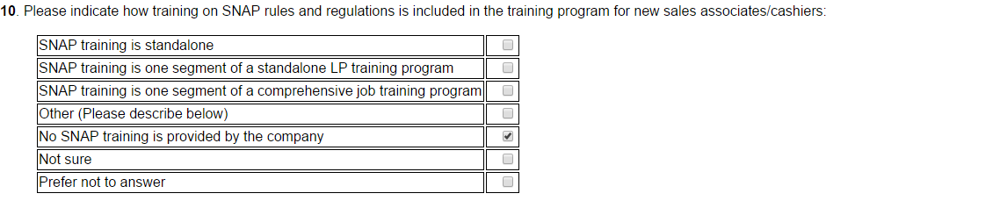 10. Please indicate how training on SNAP rules and regulations is included in the training program for new sales associates/cashiers:
SNAP training is standalone
SNAP training is one segment of a standalone LP training program
SNAP training is one segment of a comprehensive job training program
Other (Please describe below)
No SNAP training is provided by the company
Not sure
Prefer not to answer